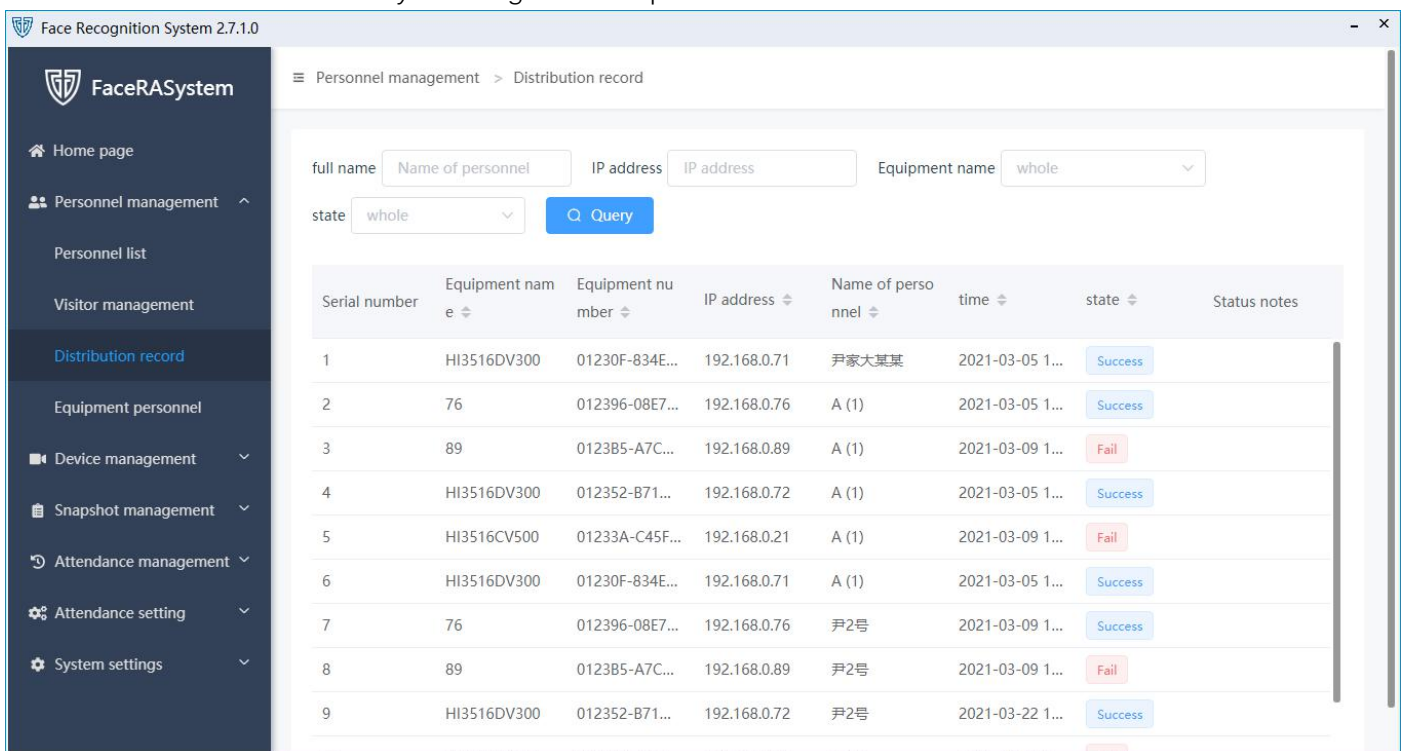 Face Recognition System 2.7.1.0
FaceRASystem
Personnel management > Distribution record
Home page
Personnel management
Personnel list
Visitor management
Distribution record
Equipment personnel
Device management
Snapshot management
Attendance management
Attendance setting
System settings
full name Name of personnel IP address IP address Equipment name whole
state whole Query
Serial number Equipment nam
e Equipment nu
mber IP address Name of perso
nnel time state Status notes
1 HI3516DV300 01230F-834E... 192.168.0.71 尹家大某某 2021-03-05 1... Success
2 76 012396-08E7... 192.168.0.76 A (1) 2021-03-05 1... Success
3 89 0123B5-A7C... 192.168.0.89 A (1) 2021-03-09 1... Fail
4 HI3516DV300 012352-B71... 192.168.0.72 A (1) 2021-03-05 1... Success
5 HI3516CV500 01233A-C45F... 192.168.0.21 A (1) 2021-03-09 1... Fail
6 HI3516DV300 01230F-834E... 192.168.0.71 A (1) 2021-03-05 1... Success
7 76 012396-08E7... 192.168.0.76 尹2号 2021-03-09 1... Success
8 89 0123B5-A7C... 192.168.0.89 尹2号 2021-03-09 1... Fail
9 HI3516DV300 012352-B71... 192.168.0.72 尹2号 2021-03-22 1... Success